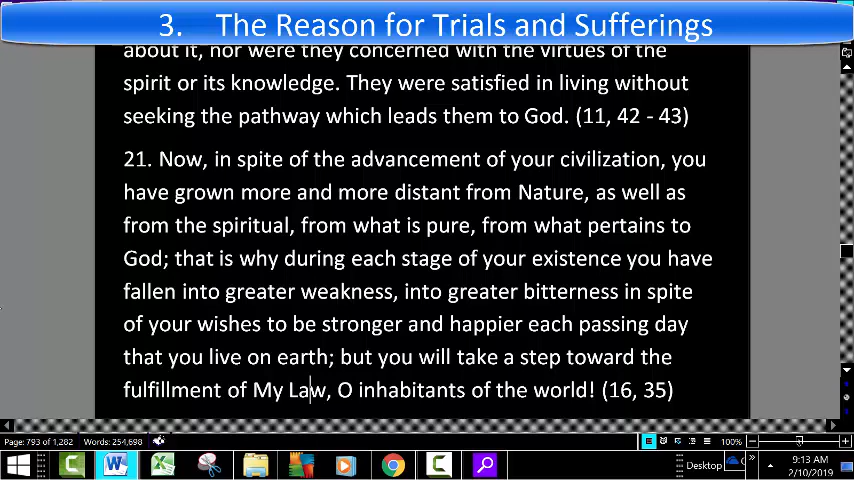 3. The Reason for Trials and Sufferings
about it, nor were they concerned with the virtues of the
spirit or its knowledge. They were satisfied in living without
seeking the pathway which leads them to God. (11, 42 - 43)
21. Now, in spite of the advancement of your civilization, you
have grown more and more distant from Nature, as well as
from the spiritual, from what is pure, from what pertains to
God; that is why during each stage of your existence you have
fallen into greater weakness, into greater bitterness in spite
of your wishes to be stronger and happier each passing day
that you live on earth; but you will take a step toward the
fulfillment of My Law, O inhabitants of the world! (16, 35)
Page: 793 of 1,282 Words: 254,698 100%
Desktop 9:13 AM
2/10/2019